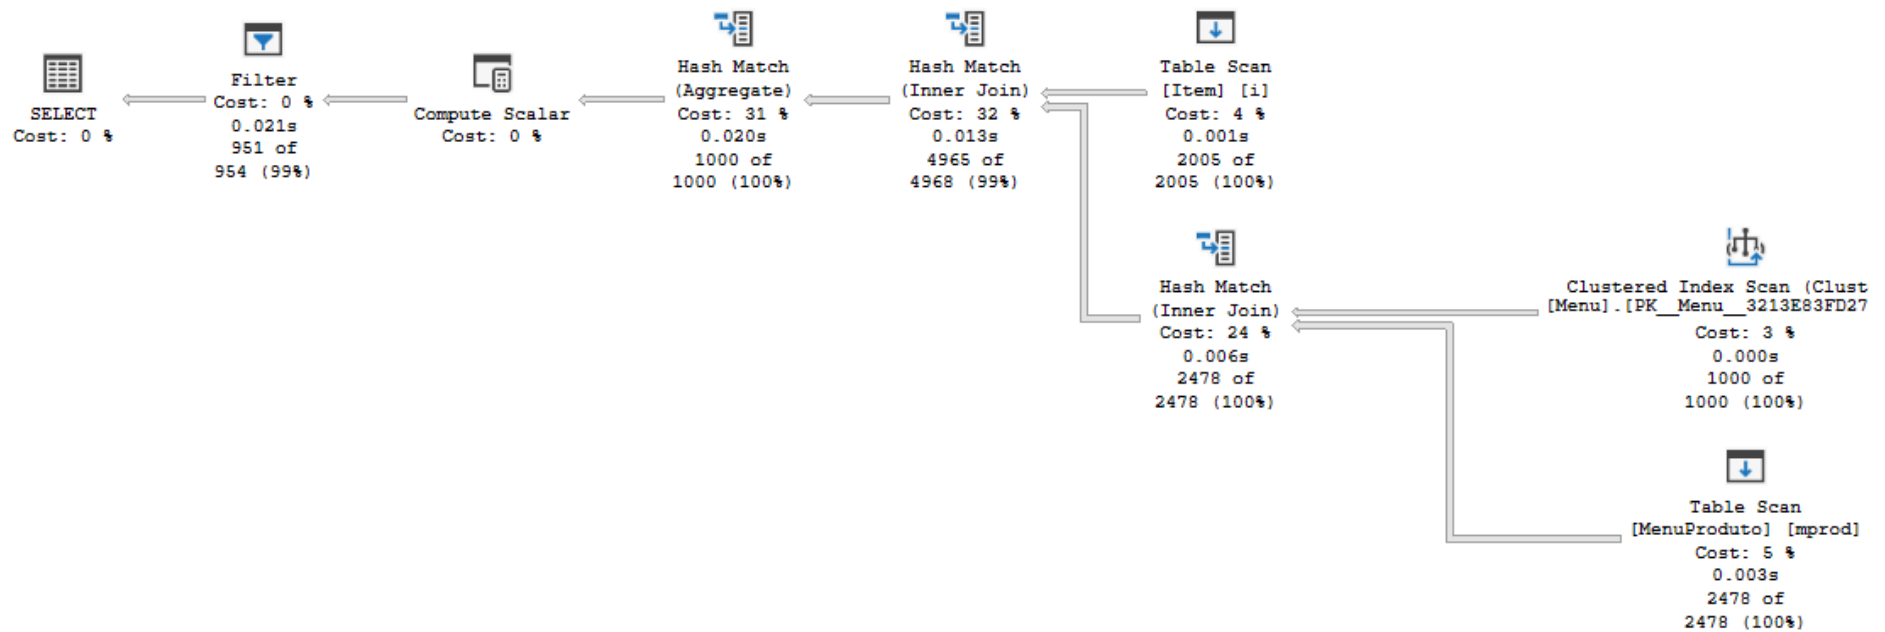 SELECT
Cost: 0 %
Filter
Cost: 0 %
0.021s
951 of
954 (99%)
Compute Scalar
Cost: 0 %
Hash Match
(Aggregate)
Cost: 31 %
0.020s
1000 of
1000 (100%)
Hash Match
(Inner Join)
Cost: 32 %
0.013s
4965 of
4968 (99%)
Table Scan
[Item] [i]
Cost: 4 %
0.001s
2005 of
2005 (100%)
Hash Match
(Inner Join)
Cost: 24 %
0.006s
2478 of
2478 (100%)
Clustered Index Scan (Clust
[Menu].[PK__Menu__3213E83FD27
Cost: 3 %
0.000s
1000 of
1000 (100%)
Table Scan
[MenuProduto] [mprod]
Cost: 5 %
0.003s
2478 of
2478 (100%)